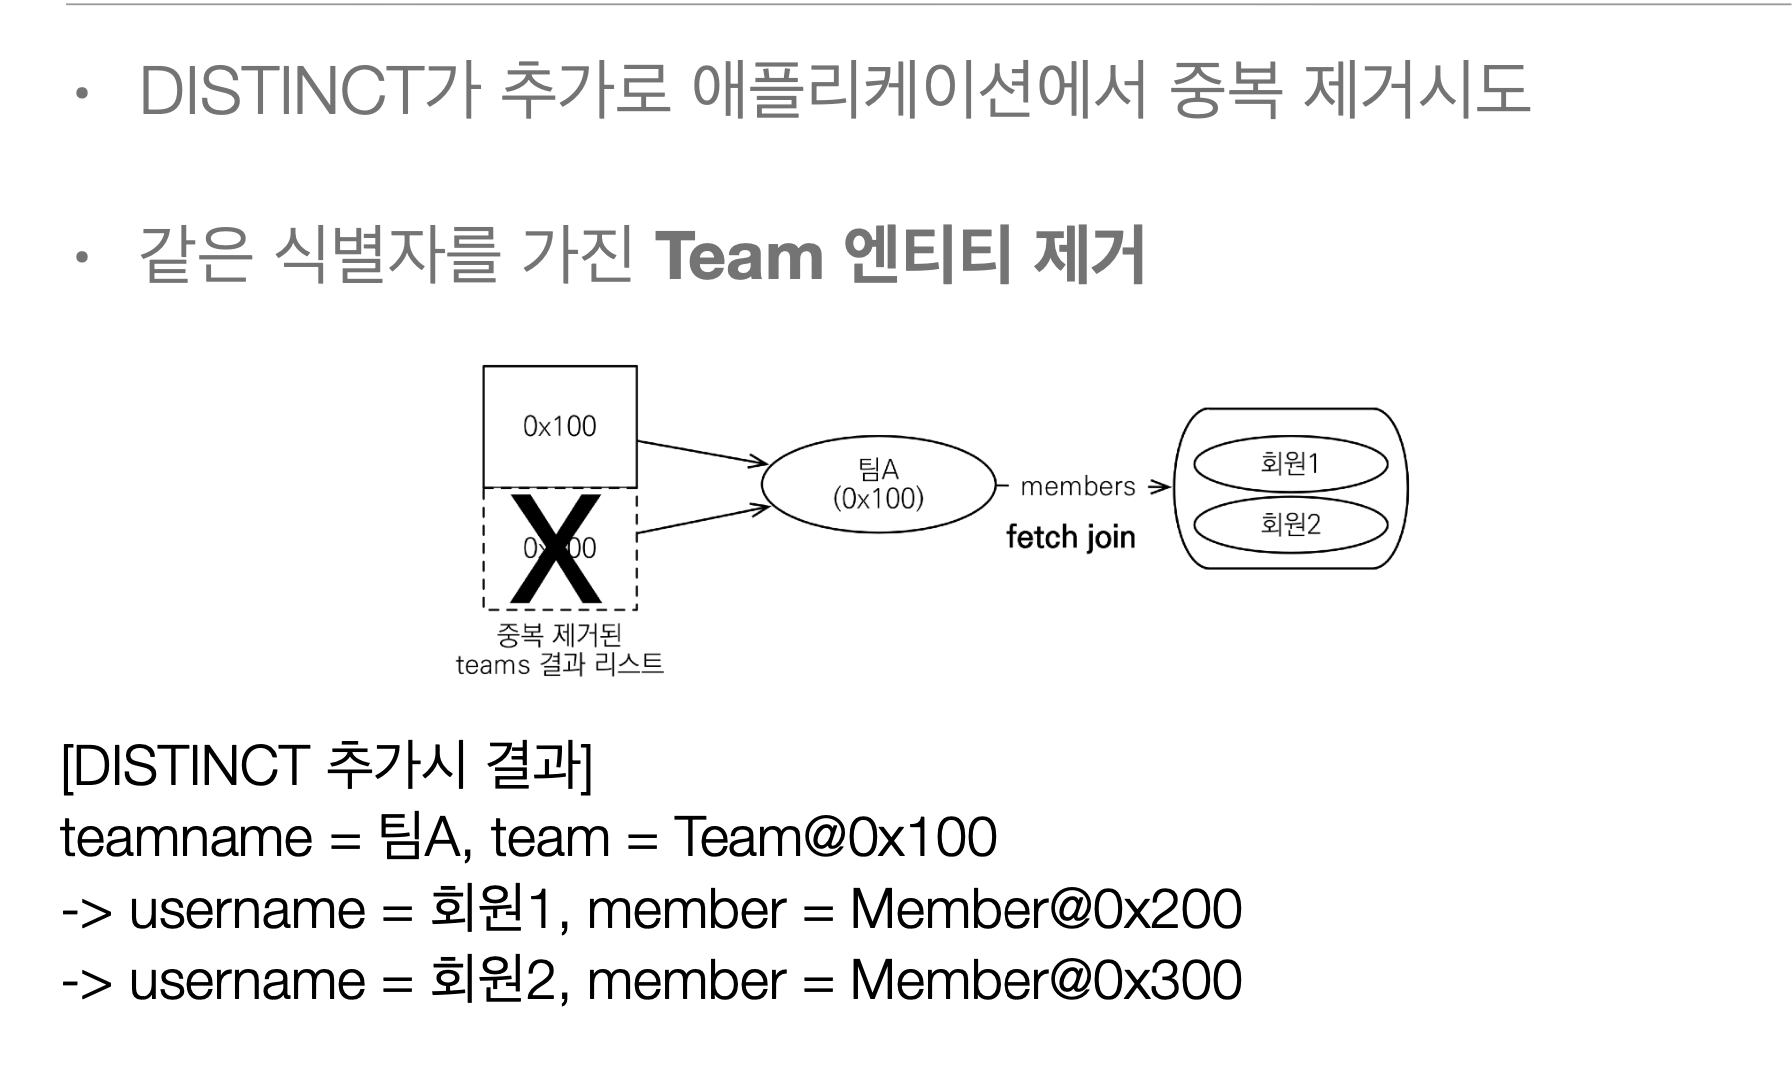 • DISTINCT가 추가로 애플리케이션에서 중복 제거시도
• 같은 식별자를 가진 Team 엔티티 제거
0x100
팀A
(0x100)
members
fetch join
회원1
회원2
X
중복 제거된
teams 결과 리스트
[DISTINCT 추가시 결과]
teamname = 팀A, team = Team@0x100
-> username = 회원1, member = Member@0x200
-> username = 회원2, member = Member@0x300